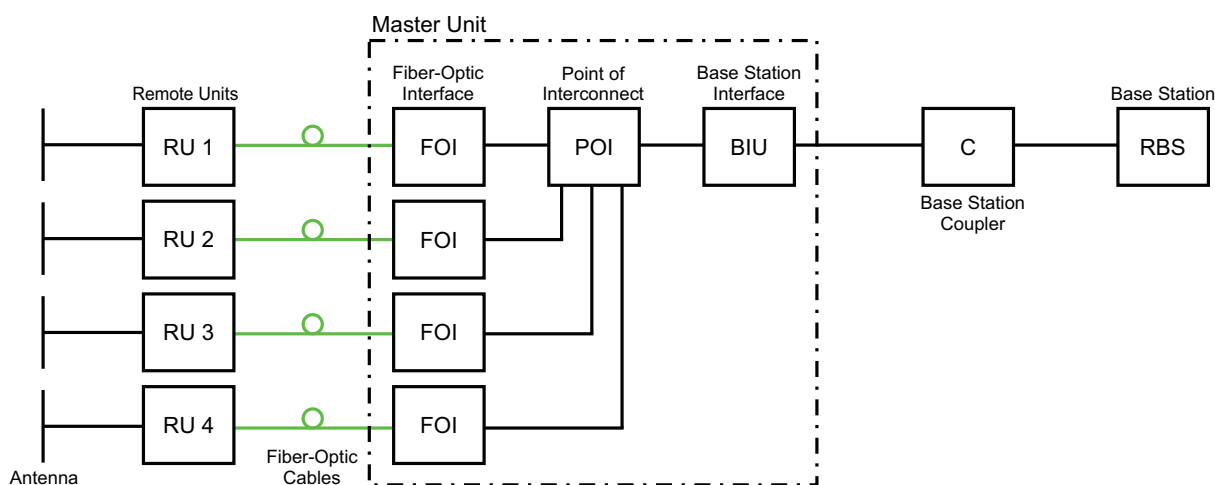 Master Unit
Remote Units
Fiber-Optic
Interface
Point of
Interconnect
Base Station
Interface
Base Station
RU 1
FOI
POI
BIU
C
RBS
Base Station
Coupler
RU 2
FOI
RU 3
FOI
RU 4
FOI
Antenna
Fiber-Optic
Cables